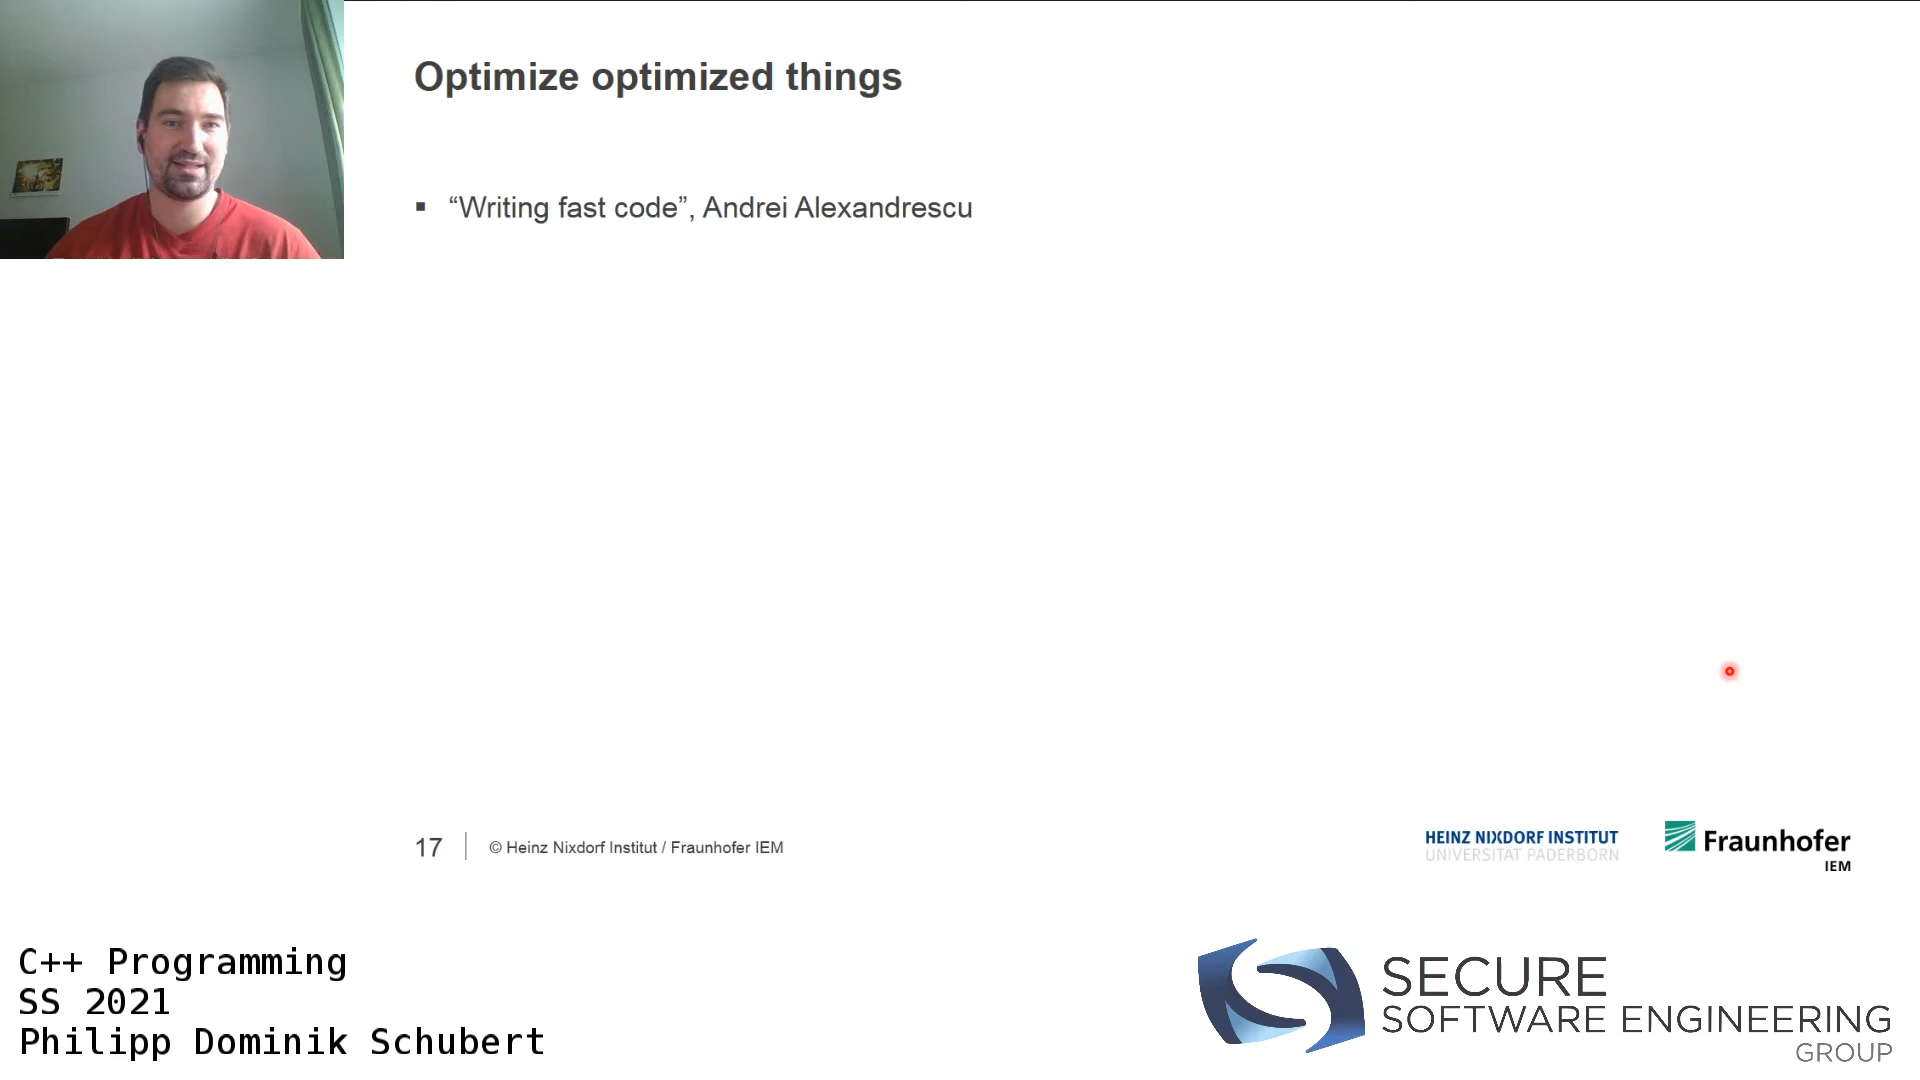 Optimize optimized things
▪ “Writing fast code”, Andrei Alexandrescu
17 © Heinz Nixdorf Institut / Fraunhofer IEM
HEINZ NIXDORF INSTITUT
UNIVERSITÄT PADERBORN
Fraunhofer
IEM
C++ Programming
SS 2021
Philipp Dominik Schubert
SECURE
SOFTWARE ENGINEERING
GROUP